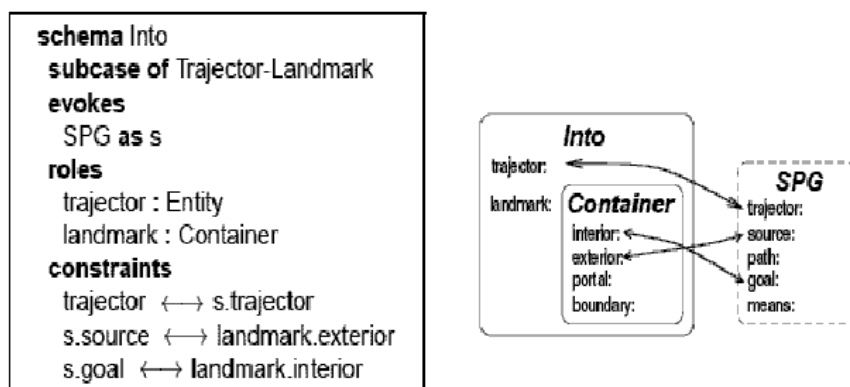 schema Into
subcase of Trajector-Landmark
evokes
SPG as s
roles
trajector : Entity
landmark : Container
constraints
trajector ⟷ s.trajector
s.source ⟷ landmark.exterior
s.goal ⟷ landmark.interior
Into
trajector:
landmark:
Container
interior:
exterior:
portal:
boundary:
SPG
trajector:
source:
path:
goal:
means: